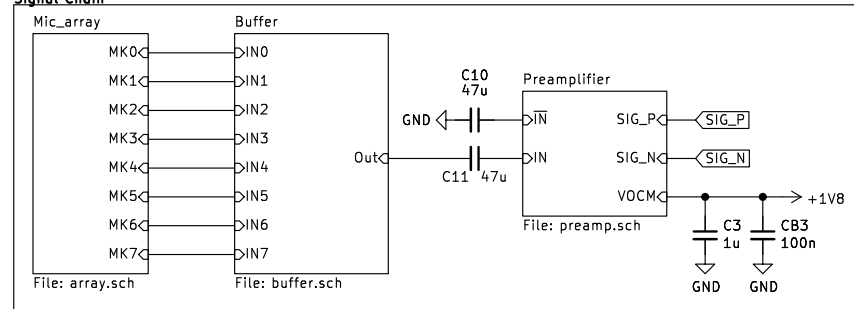 Signal Chain
Mic_array
MK0
MK1
MK2
MK3
MK4
MK5
MK6
MK7
File: array.sch
Buffer
IN0
IN1
IN2
IN3
IN4
IN5
IN6
IN7
Out
File: buffer.sch
C10
47u
GND
C11 47u
Preamplifier
IN
IN
SIG_P
SIG_N
VOCM
File: preamp.sch
SIG_P
SIG_N
+1V8
C3
1u
GND
CB3
100n
GND